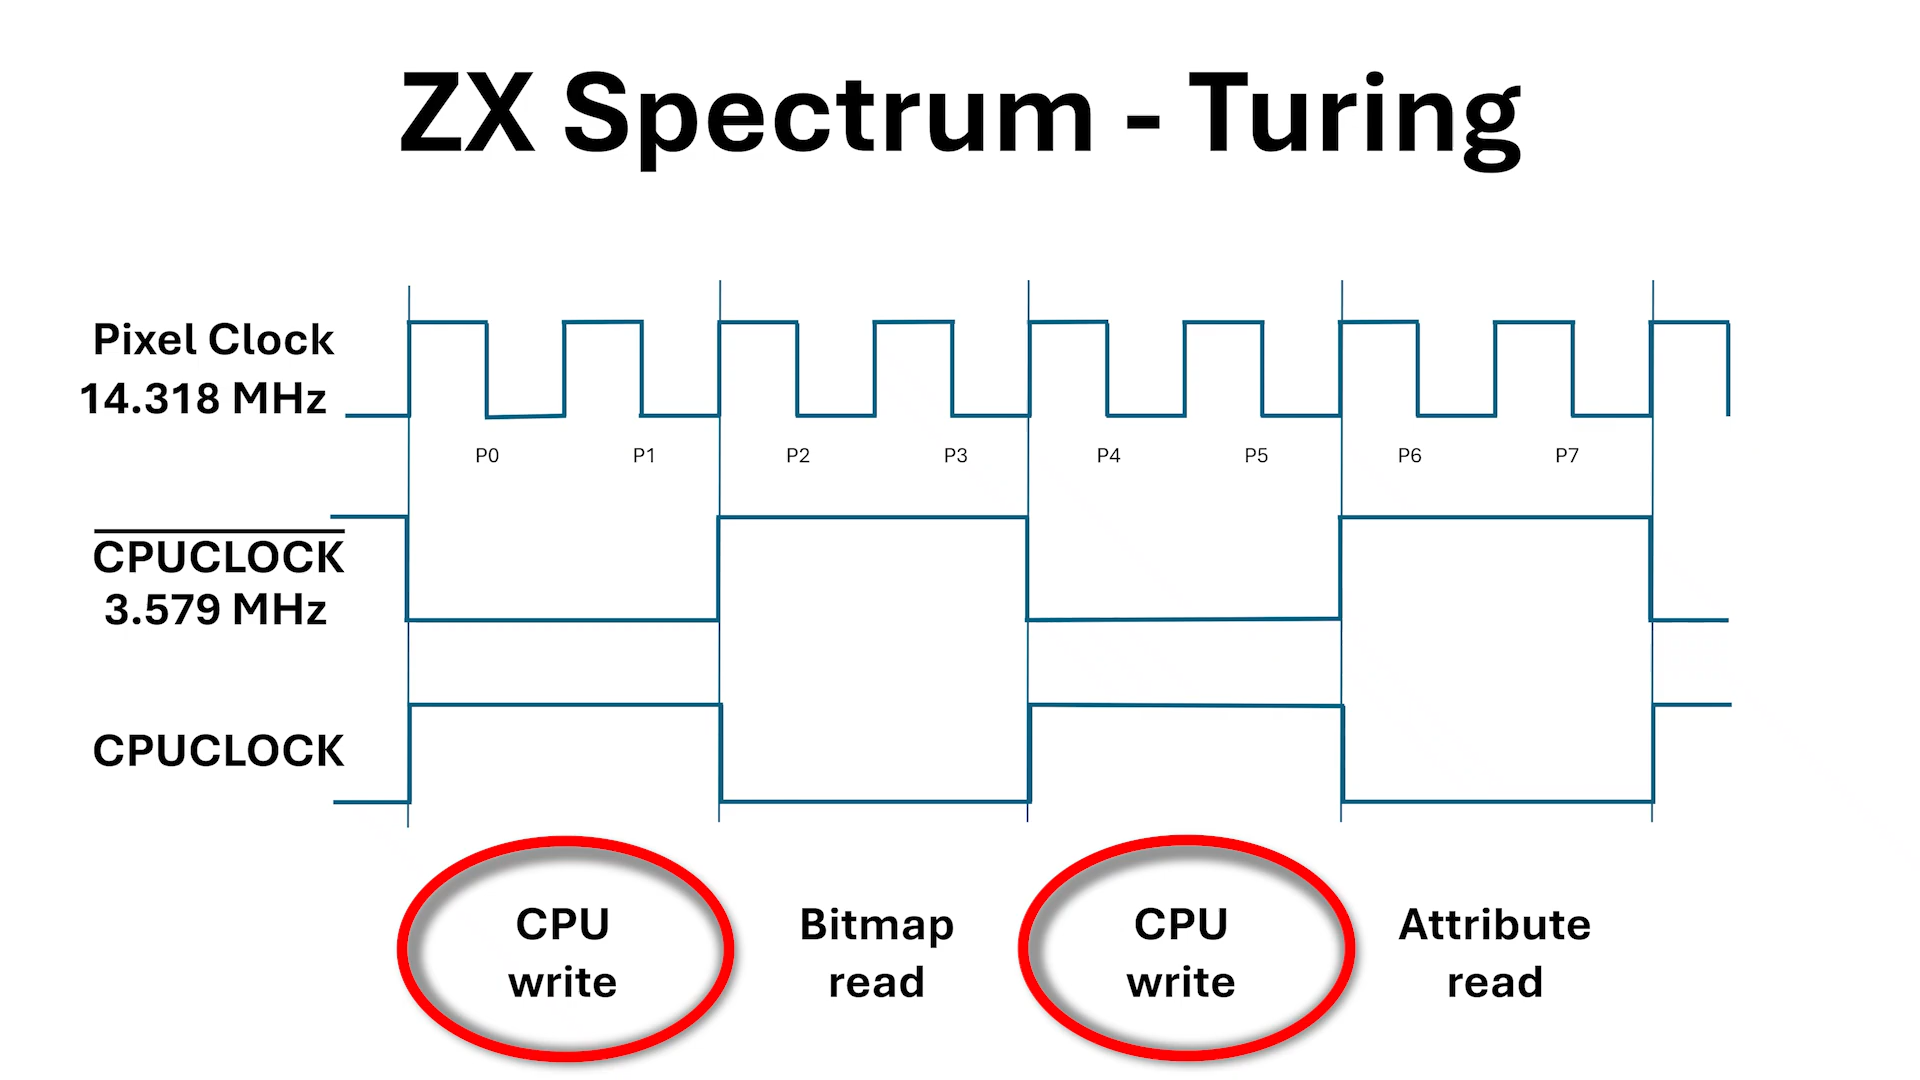 ZX Spectrum - Turing
Pixel Clock
14.318 MHz
P0 P1 P2 P3 P4 P5 P6 P7
CPUCLOCK
3.579 MHz
CPUCLOCK
CPU
write
Bitmap
read
CPU
write
Attribute
read